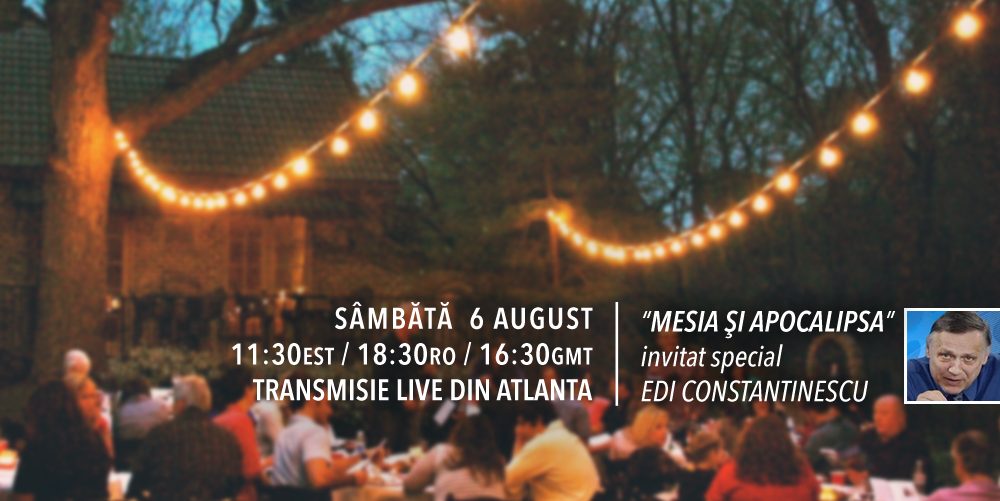 SÂMBĂTĂ 6 AUGUST
11:30EST / 18:30RO / 16:30GMT
TRANSMISIE LIVE DIN ATLANTA
“MESIA ŞI APOCALIPSA”
invitat special
EDI CONSTANTINESCU